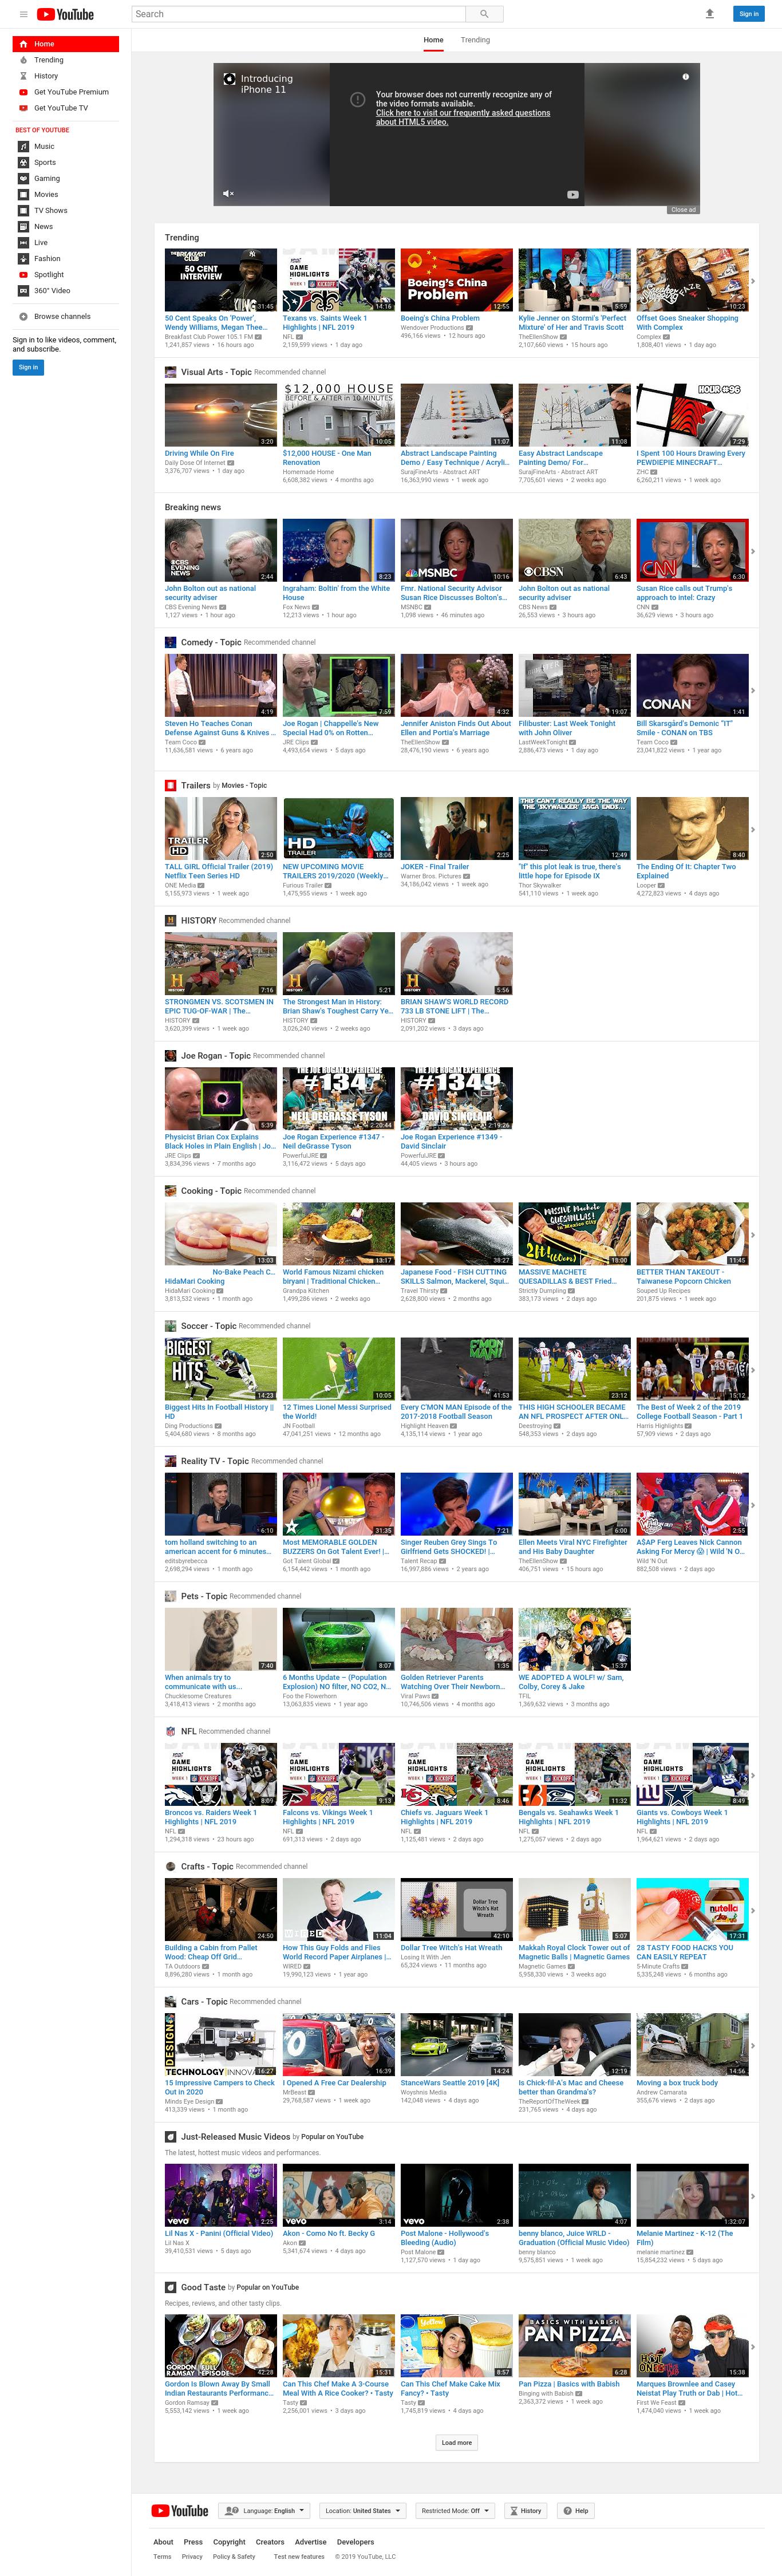 YouTube
Search
Sign in
Home
Trending
Home
Trending
History
Get YouTube Premium
Get YouTube TV
BEST OF YOUTUBE
Music
Sports
Gaming
Movies
TV Shows
News
Live
Fashion
Spotlight
360° Video
Browse channels
Sign in to like videos, comment,
and subscribe.
Sign in
Introducing
iPhone 11
Your browser does not currently recognize any of
the video formats available.
Click here to visit our frequently asked questions
about HTML5 video.
Close ad
Trending
50 Cent Speaks On 'Power',
Wendy Williams, Megan Thee...
Breakfast Club Power 105.1 FM
1,241,857 views • 16 hours ago
Texans vs. Saints Week 1
Highlights | NFL 2019
NFL
2,159,599 views • 1 day ago
Boeing's China Problem
Wendover Productions
496,166 views • 12 hours ago
Kylie Jenner on Stormi's 'Perfect
Mixture' of Her and Travis Scott
TheEllenShow
2,107,660 views • 15 hours ago
Offset Goes Sneaker Shopping
With Complex
Complex
1,808,401 views • 1 day ago
Visual Arts - Topic Recommended channel
Driving While On Fire
Daily Dose Of Internet
3,376,707 views • 1 day ago
$12,000 HOUSE - One Man
Renovation
Homemade Home
6,608,382 views • 4 months ago
Abstract Landscape Painting
Demo / Easy Technique / Acryli...
SurajFineArts - Abstract ART
16,363,990 views • 1 week ago
Easy Abstract Landscape
Painting Demo/ For...
SurajFineArts - Abstract ART
7,705,601 views • 2 weeks ago
I Spent 100 Hours Drawing Every
PEWDIEPIE MINECRAFT...
ZHC
6,260,211 views • 1 week ago
Breaking news
John Bolton out as national
security adviser
CBS Evening News
1,127 views • 1 hour ago
Ingraham: Boltin' from the White
House
Fox News
12,213 views • 1 hour ago
Fmr. National Security Advisor
Susan Rice Discusses Bolton's...
MSNBC
1,098 views • 46 minutes ago
John Bolton out as national
security adviser
CBS News
26,553 views • 3 hours ago
Susan Rice calls out Trump's
approach to intel: Crazy
CNN
36,629 views • 3 hours ago
Comedy - Topic Recommended channel
Steven Ho Teaches Conan
Defense Against Guns & Knives ...
Team Coco
11,636,581 views • 6 years ago
Joe Rogan | Chappelle's New
Special Had 0% on Rotten...
JRE Clips
4,493,654 views • 5 days ago
Jennifer Aniston Finds Out About
Ellen and Portia's Marriage
TheEllenShow
28,476,190 views • 6 years ago
Filibuster: Last Week Tonight
with John Oliver
LastWeekTonight
2,886,473 views • 1 day ago
Bill Skarsgård's Demonic "IT"
Smile - CONAN on TBS
Team Coco
23,041,822 views • 1 year ago
Trailers by Movies - Topic
TALL GIRL Official Trailer (2019)
Netflix Teen Series HD
ONE Media
5,155,973 views • 1 week ago
NEW UPCOMING MOVIE
TRAILERS 2019/2020 (Weekly...
Furious Trailer
1,475,955 views • 1 week ago
JOKER - Final Trailer
Warner Bros. Pictures
34,186,042 views • 1 week ago
"If" this plot leak is true, there's
little hope for Episode IX
Thor Skywalker
541,110 views • 1 week ago
The Ending Of It: Chapter Two
Explained
Looper
4,272,823 views • 4 days ago
HISTORY Recommended channel
STRONGMEN VS. SCOTSMEN IN
EPIC TUG-OF-WAR | The...
HISTORY
3,620,399 views • 1 week ago
The Strongest Man in History:
Brian Shaw's Toughest Carry Ye...
HISTORY
3,026,240 views • 2 weeks ago
BRIAN SHAW'S WORLD RECORD
733 LB STONE LIFT | The...
HISTORY
2,091,202 views • 3 days ago
Joe Rogan - Topic Recommended channel
Physicist Brian Cox Explains
Black Holes in Plain English | Jo...
JRE Clips
3,834,396 views • 7 months ago
Joe Rogan Experience #1347 -
Neil deGrasse Tyson
PowerfulJRE
3,116,472 views • 5 days ago
Joe Rogan Experience #1349 -
David Sinclair
PowerfulJRE
44,405 views • 3 hours ago
Cooking - Topic Recommended channel
No-Bake Peach C...
HidaMari Cooking
HidaMari Cooking
3,813,532 views • 1 month ago
World Famous Nizami chicken
biryani | Traditional Chicken...
Grandpa Kitchen
1,499,286 views • 2 weeks ago
Japanese Food - FISH CUTTING
SKILLS Salmon, Mackerel, Squi...
Travel Thirsty
2,628,800 views • 2 months ago
MASSIVE MACHETE
QUESADILLAS & BEST Fried...
Strictly Dumpling
383,173 views • 2 days ago
BETTER THAN TAKEOUT -
Taiwanese Popcorn Chicken
Souped Up Recipes
201,875 views • 1 week ago
Soccer - Topic Recommended channel
Biggest Hits In Football History ||
HD
Ding Productions
5,404,680 views • 8 months ago
12 Times Lionel Messi Surprised
the World!
JN Football
47,041,251 views • 12 months ago
Every C'MON MAN Episode of the
2017-2018 Football Season
Highlight Heaven
4,135,114 views • 1 year ago
THIS HIGH SCHOOLER BECAME
AN NFL PROSPECT AFTER ONL...
Deestroying
548,353 views • 2 days ago
The Best of Week 2 of the 2019
College Football Season - Part 1
Harris Highlights
57,909 views • 2 days ago
Reality TV - Topic Recommended channel
tom holland switching to an
american accent for 6 minutes...
editsbyrebecca
2,698,294 views • 1 month ago
Most MEMORABLE GOLDEN
BUZZERS On Got Talent Ever! |...
Got Talent Global
6,154,442 views • 1 month ago
Singer Reuben Grey Sings To
Girlfriend Gets SHOCKED! |...
Talent Recap
16,997,886 views • 2 years ago
Ellen Meets Viral NYC Firefighter
and His Baby Daughter
TheEllenShow
406,751 views • 15 hours ago
A$AP Ferg Leaves Nick Cannon
Asking For Mercy 😱 | Wild 'N O...
Wild 'N Out
882,508 views • 2 days ago
Pets - Topic Recommended channel
When animals try to
communicate with us...
Chucklesome Creatures
3,418,413 views • 2 months ago
6 Months Update – (Population
Explosion) NO filter, NO CO2, N...
Foo the Flowerhorn
13,063,835 views • 1 year ago
Golden Retriever Parents
Watching Over Their Newborn...
Viral Paws
10,746,506 views • 4 months ago
WE ADOPTED A WOLF! w/ Sam,
Colby, Corey & Jake
TFIL
1,369,632 views • 3 months ago
NFL Recommended channel
Broncos vs. Raiders Week 1
Highlights | NFL 2019
NFL
1,294,318 views • 23 hours ago
Falcons vs. Vikings Week 1
Highlights | NFL 2019
NFL
691,313 views • 2 days ago
Chiefs vs. Jaguars Week 1
Highlights | NFL 2019
NFL
1,125,481 views • 2 days ago
Bengals vs. Seahawks Week 1
Highlights | NFL 2019
NFL
1,275,057 views • 2 days ago
Giants vs. Cowboys Week 1
Highlights | NFL 2019
NFL
1,964,621 views • 2 days ago
Crafts - Topic Recommended channel
Building a Cabin from Pallet
Wood: Cheap Off Grid...
TA Outdoors
8,896,280 views • 1 month ago
How This Guy Folds and Flies
World Record Paper Airplanes |...
WIRED
19,990,123 views • 1 year ago
Dollar Tree Witch's Hat Wreath
Losing It With Jen
65,324 views • 11 months ago
Makkah Royal Clock Tower out of
Magnetic Balls | Magnetic Games
Magnetic Games
5,958,330 views • 3 weeks ago
28 TASTY FOOD HACKS YOU
CAN EASILY REPEAT
5-Minute Crafts
5,335,248 views • 6 months ago
Cars - Topic Recommended channel
15 Impressive Campers to Check
Out in 2020
Minds Eye Design
413,339 views • 1 month ago
I Opened A Free Car Dealership
MrBeast
29,768,587 views • 1 week ago
StanceWars Seattle 2019 [4K]
Woyshnis Media
142,048 views • 4 days ago
Is Chick-fil-A's Mac and Cheese
better than Grandma's?
TheReportOfTheWeek
231,765 views • 4 days ago
Moving a box truck body
Andrew Camarata
355,676 views • 2 days ago
Just-Released Music Videos by Popular on YouTube
The latest, hottest music videos and performances.
Lil Nas X - Panini (Official Video)
Lil Nas X
39,410,531 views • 5 days ago
Akon - Como No ft. Becky G
Akon
5,341,674 views • 4 days ago
Post Malone - Hollywood's
Bleeding (Audio)
Post Malone
1,127,570 views • 1 day ago
benny blanco, Juice WRLD -
Graduation (Official Music Video)
benny blanco
9,575,851 views • 1 week ago
Melanie Martinez - K-12 (The
Film)
melanie martinez
15,854,232 views • 5 days ago
Good Taste by Popular on YouTube
Recipes, reviews, and other tasty clips.
Gordon Is Blown Away By Small
Indian Restaurants Performanc...
Gordon Ramsay
5,553,142 views • 1 week ago
Can This Chef Make A 3-Course
Meal With A Rice Cooker? • Tasty
Tasty
2,256,001 views • 3 days ago
Can This Chef Make Cake Mix
Fancy? • Tasty
Tasty
1,745,819 views • 4 days ago
Pan Pizza | Basics with Babish
Binging with Babish
2,363,372 views • 1 week ago
Marques Brownlee and Casey
Neistat Play Truth or Dab | Hot...
First We Feast
1,474,040 views • 1 week ago
Load more
YouTube
Language: English
Location: United States
Restricted Mode: Off
History
Help
About Press Copyright Creators Advertise Developers
Terms Privacy Policy & Safety Test new features © 2019 YouTube, LLC